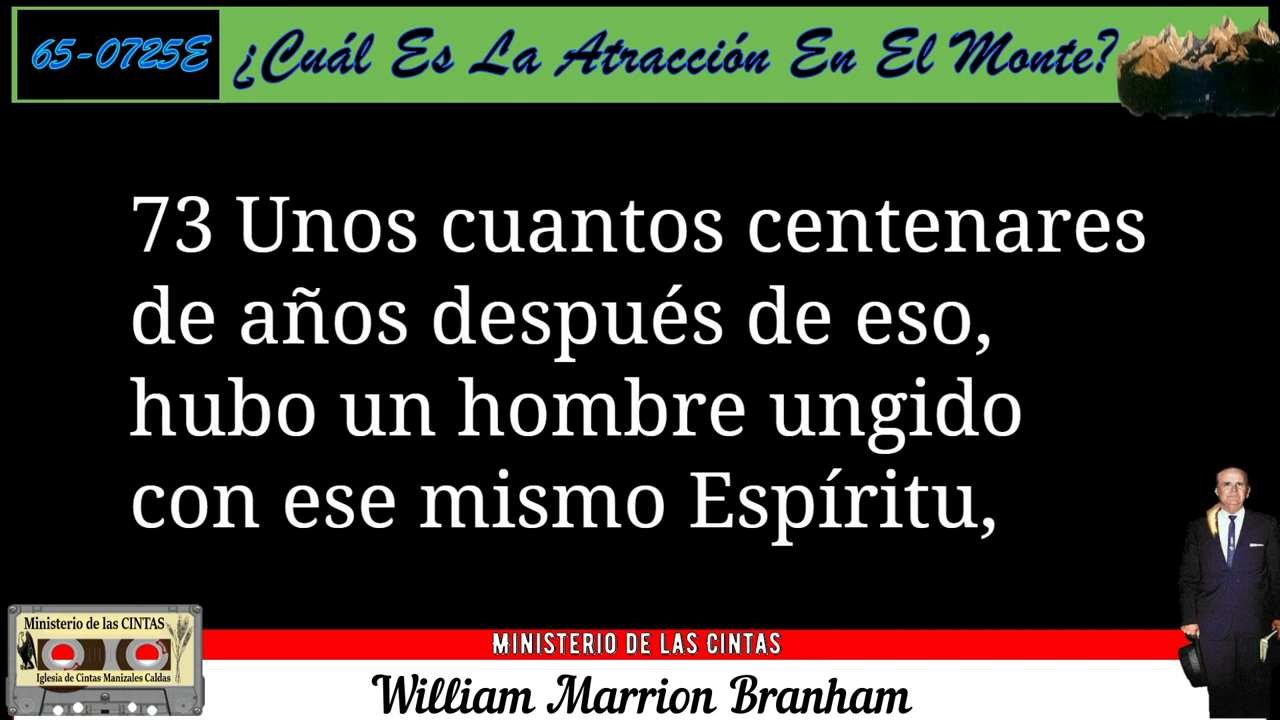 65-0725E ¿Cuál Es La Atracción En El Monte?
73 Unos cuantos centenares
de años después de eso,
hubo un hombre ungido
con ese mismo Espíritu,
Ministerio de las CINTAS
Iglesia de Cintas Manizales Caldas
MINISTERIO DE LAS CINTAS
William Marrion Branham